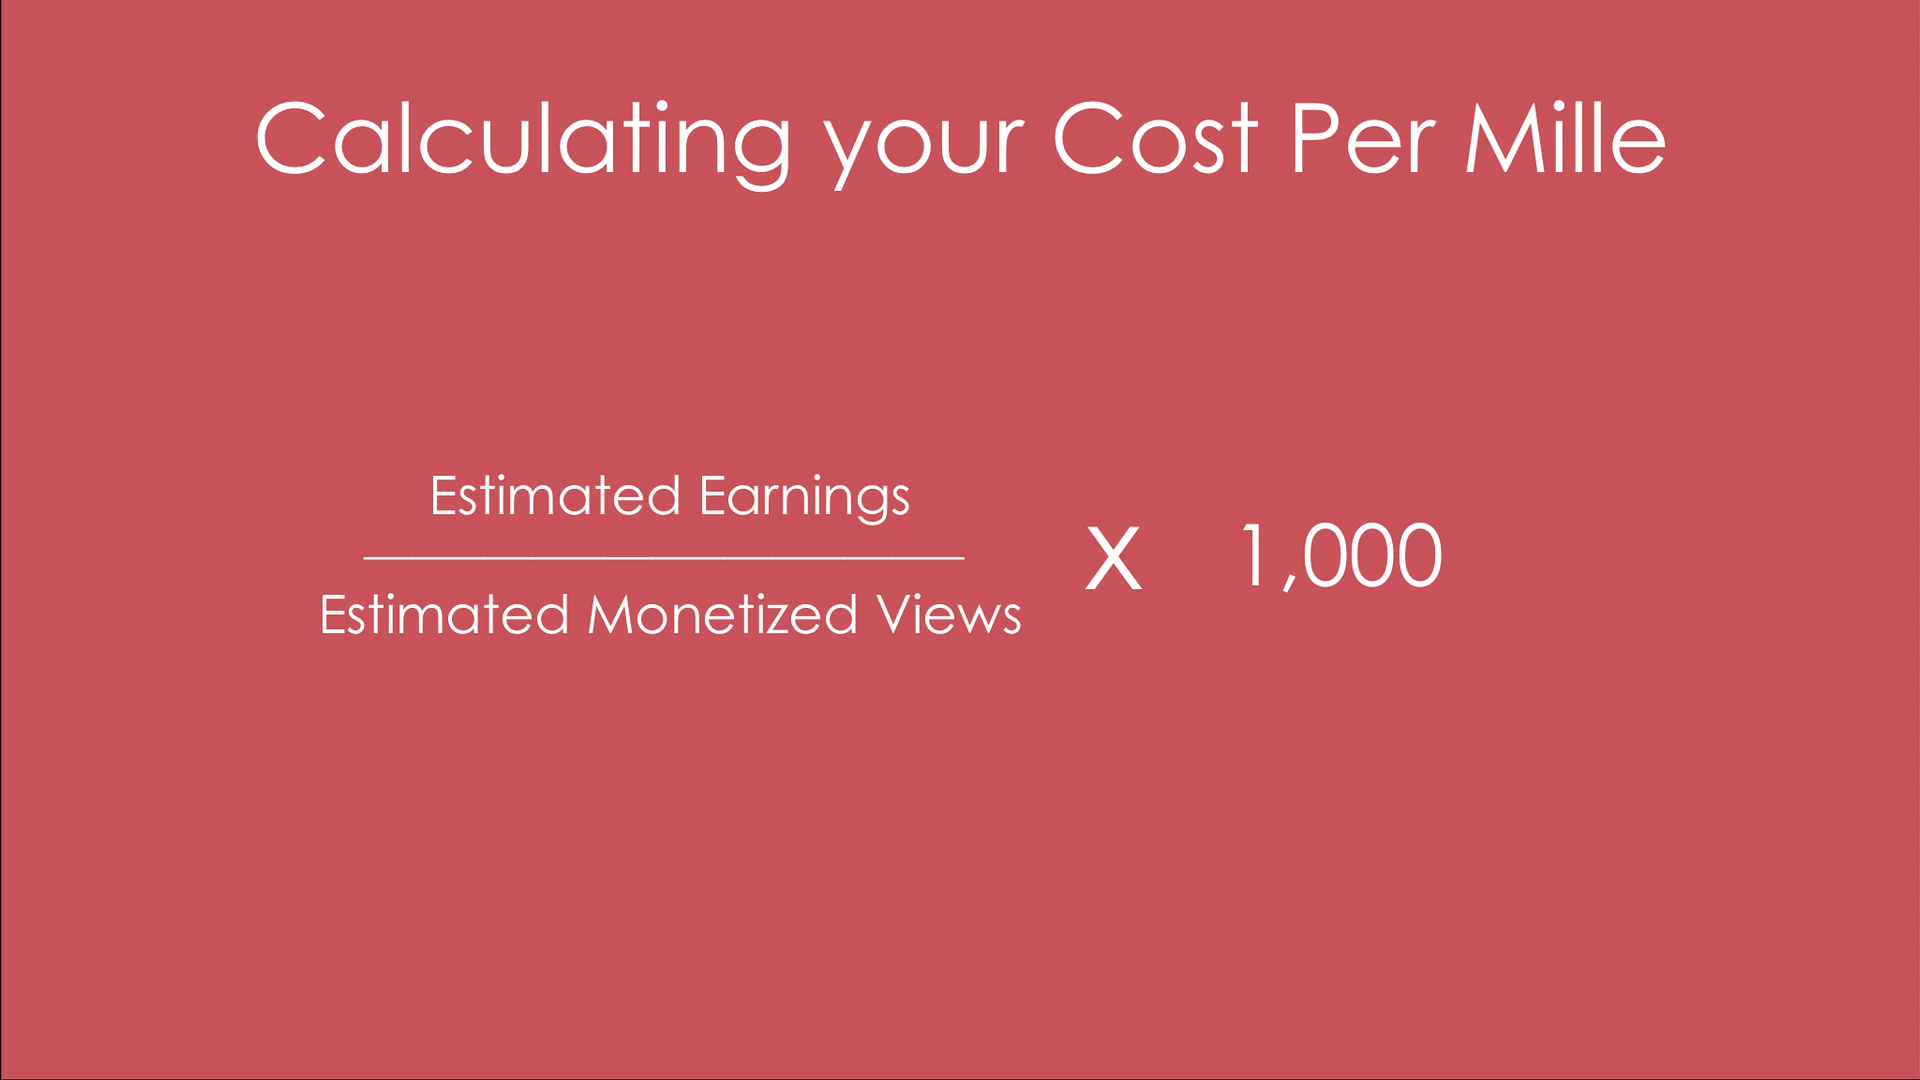 Calculating your Cost Per Mille
Estimated Earnings
Estimated Monetized Views
X 1,000